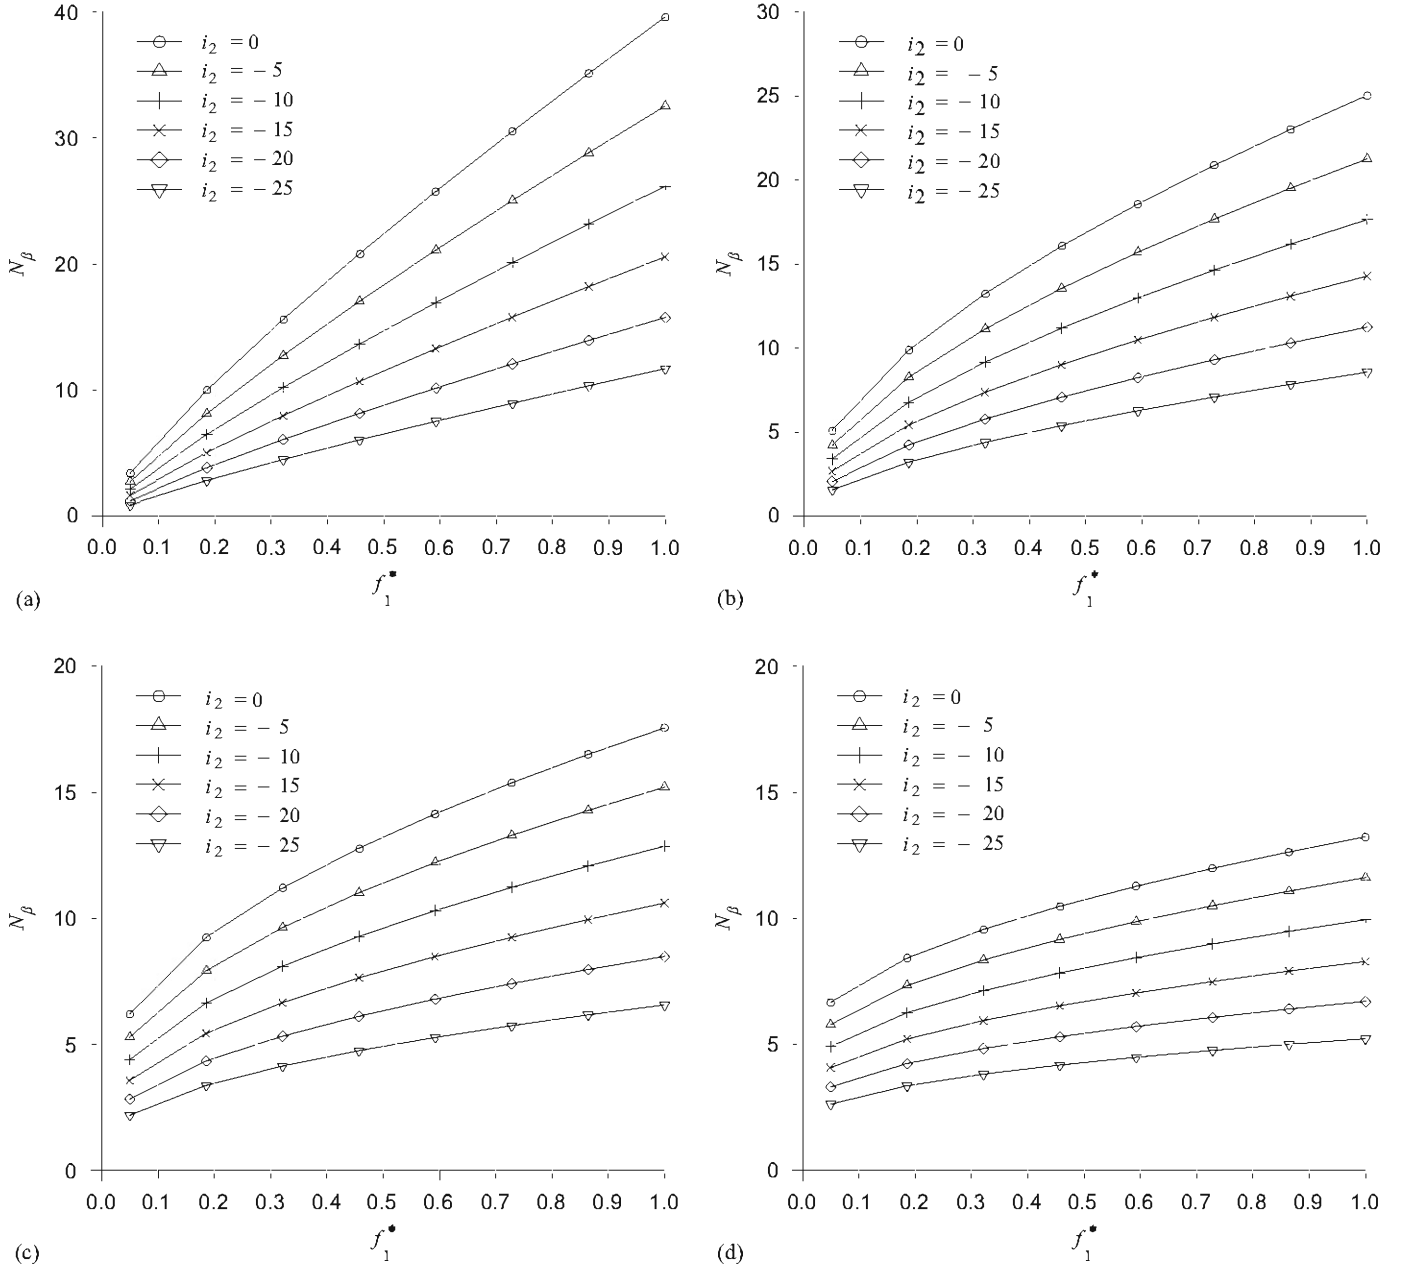 40
30
20
10
0
N_β
i_2 = 0
i_2 = − 5
i_2 = − 10
i_2 = − 15
i_2 = − 20
i_2 = − 25
0.0 0.1 0.2 0.3 0.4 0.5 0.6 0.7 0.8 0.9 1.0
f_1^*
(a)
30
25
20
15
10
5
0
N_β
i_2 = 0
i_2 = − 5
i_2 = − 10
i_2 = − 15
i_2 = − 20
i_2 = − 25
0.0 0.1 0.2 0.3 0.4 0.5 0.6 0.7 0.8 0.9 1.0
f_1^*
(b)
20
15
10
5
0
N_β
i_2 = 0
i_2 = − 5
i_2 = − 10
i_2 = − 15
i_2 = − 20
i_2 = − 25
0.0 0.1 0.2 0.3 0.4 0.5 0.6 0.7 0.8 0.9 1.0
f_1^*
(c)
20
15
10
5
0
N_β
i_2 = 0
i_2 = − 5
i_2 = − 10
i_2 = − 15
i_2 = − 20
i_2 = − 25
0.0 0.1 0.2 0.3 0.4 0.5 0.6 0.7 0.8 0.9 1.0
f_1^*
(d)